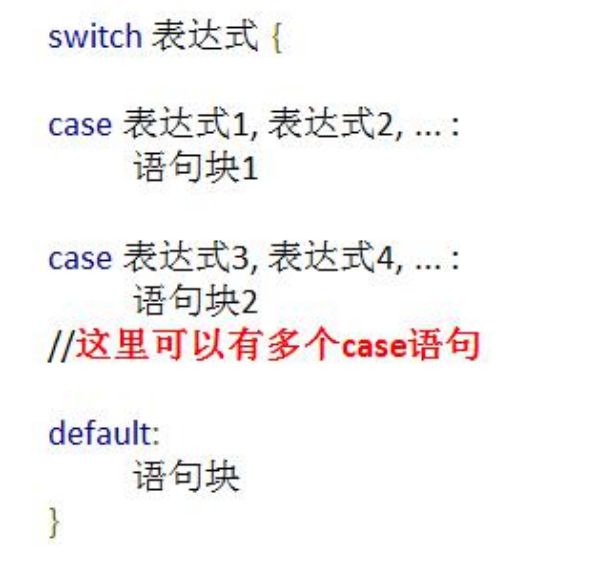 switch 表达式 {
case 表达式1, 表达式2, ... :
语句块1
case 表达式3, 表达式4, ... :
语句块2
//这里可以有多个case语句
default:
语句块
}